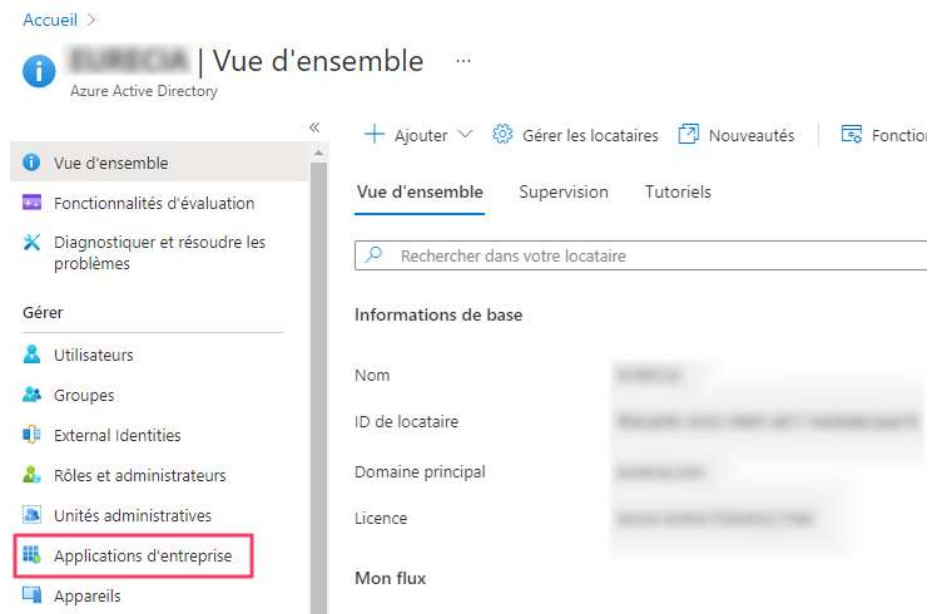 Accueil >
| Vue d'ensemble ...
Azure Active Directory
«
Ajouter
Gérer les locataires
Nouveautés
Fonction
Vue d'ensemble
Fonctionnalités d'évaluation
Diagnostiquer et résoudre les
problèmes
Gérer
Utilisateurs
Groupes
External Identities
Rôles et administrateurs
Unités administratives
Applications d'entreprise
Appareils
Vue d'ensemble
Supervision
Tutoriels
Rechercher dans votre locataire
Informations de base
Nom
ID de locataire
Domaine principal
Licence
Mon flux